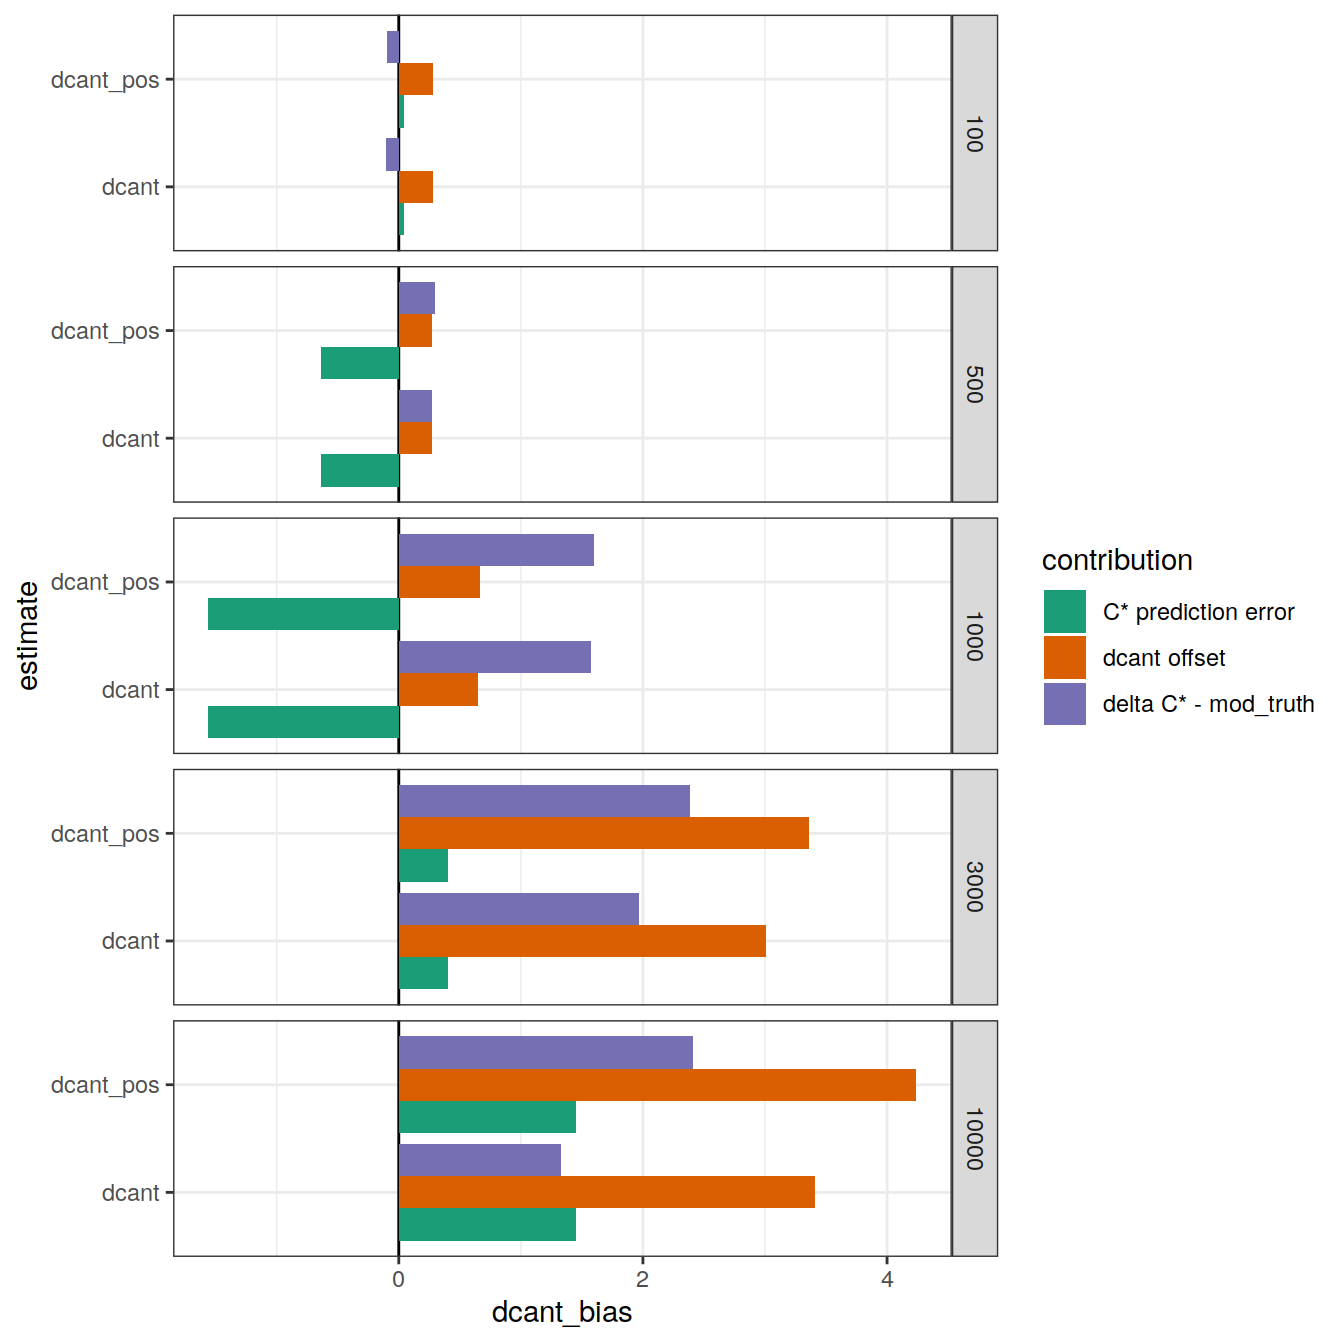 dcant_pos
dcant
100
dcant_pos
dcant
500
dcant_pos
dcant
1000
dcant_pos
dcant
3000
dcant_pos
dcant
10000
estimate
0 2 4
dcant_bias
contribution
C* prediction error
dcant offset
delta C* - mod_truth